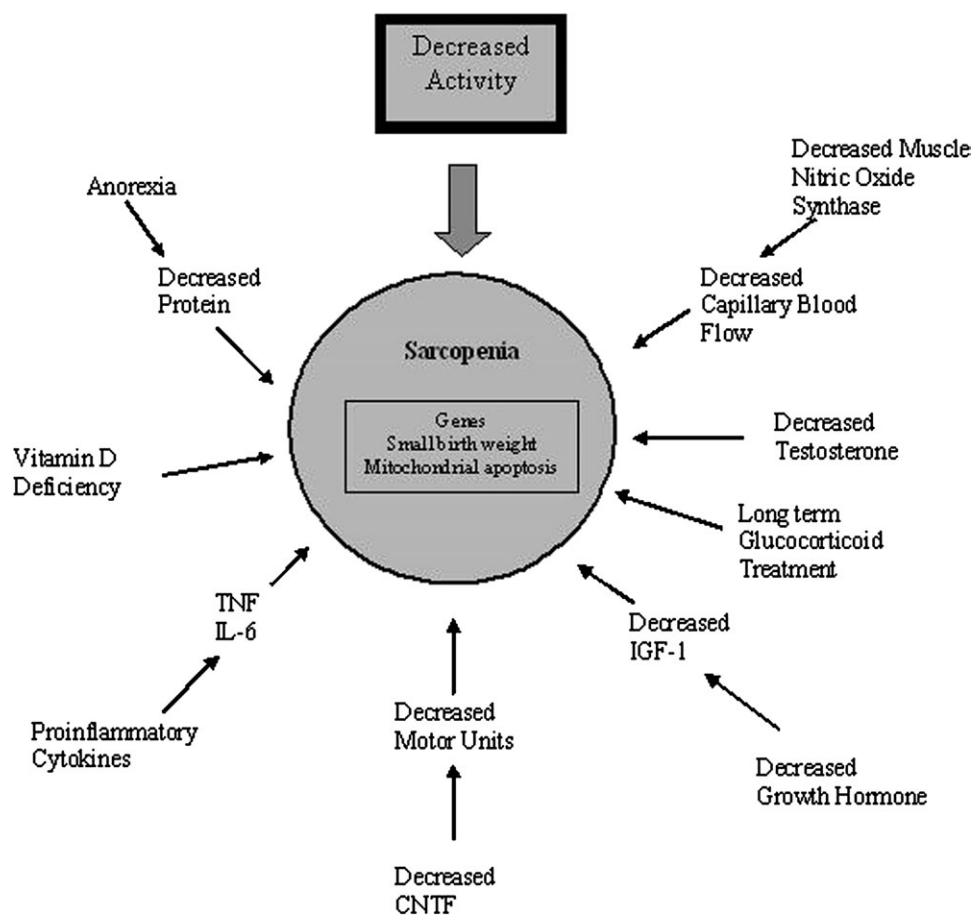 Decreased
Activity
Decreased Muscle
Nitric Oxide
Synthase
Anorexia
Decreased
Protein
Decreased
Capillary Blood
Flow
Sarcopenia
Genes
Small birth weight
Mitochondrial apoptosis
Decreased
Testosterone
Vitamin D
Deficiency
Long term
Glucocorticoid
Treatment
TNF
IL-6
Decreased
IGF-1
Proinflammatory
Cytokines
Decreased
Motor Units
Decreased
Growth Hormone
Decreased
CNTF